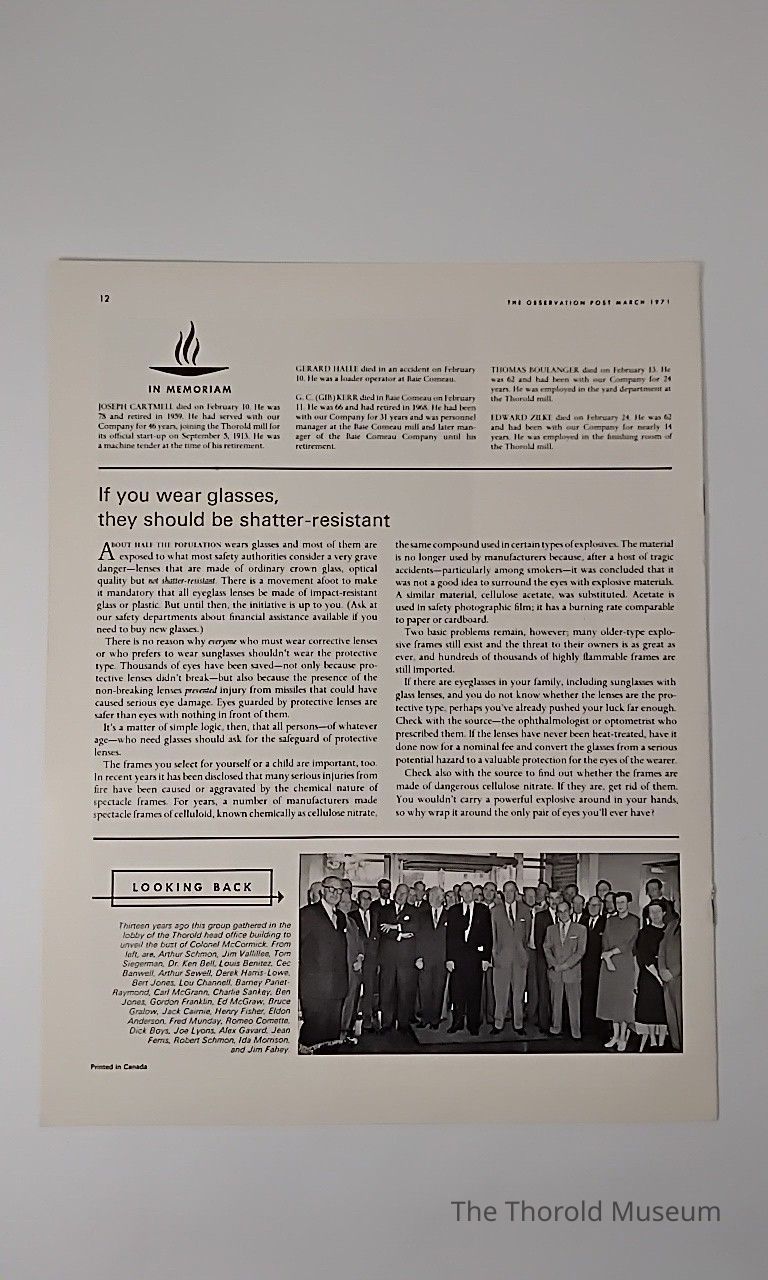 12
THE OBSERVATION POST MARCH 1971
IN MEMORIAM
JOSEPH CARTMELL died on February 10. He was
78 and retired in 1959. He had served with our
Company for 46 years, joining the Thorold mill for
its official start-up on September 5, 1913. He was
a machine tender at the time of his retirement.
GERARD HALLE died in an accident on February
10. He was a loader operator at Baie Comeau.
G. C. (GIB) KERR died in Baie Comeau on February
11. He was 66 and had retired in 1968. He had been
with our Company for 31 years and was personnel
manager at the Baie Comeau mill and later man-
ager of the Baie Comeau Company until his
retirement.
THOMAS BOULANGER died on February 13. He
was 62 and had been with our Company for 24
years. He was employed in the yard department at
the Thorold mill.
EDWARD ZILKE died on February 24. He was 62
and had been with our Company for nearly 14
years. He was employed in the finishing room of
the Thorold mill.
If you wear glasses,
they should be shatter-resistant
ABOUT HALF THE POPULATION wears glasses and most of them are
exposed to what most safety authorities consider a very grave
danger—lenses that are made of ordinary crown glass, optical
quality but not shatter-resistant. There is a movement afoot to make
it mandatory that all eyeglass lenses be made of impact-resistant
glass or plastic. But until then, the initiative is up to you. (Ask at
our safety departments about financial assistance available if you
need to buy new glasses.)
There is no reason why everyone who must wear corrective lenses
or who prefers to wear sunglasses shouldn't wear the protective
type. Thousands of eyes have been saved—not only because pro-
tective lenses didn't break—but also because the presence of the
non-breaking lenses prevented injury from missiles that could have
caused serious eye damage. Eyes guarded by protective lenses are
safer than eyes with nothing in front of them.
It's a matter of simple logic, then, that all persons—of whatever
age—who need glasses should ask for the safeguard of protective
lenses.
The frames you select for yourself or a child are important, too.
In recent years it has been disclosed that many serious injuries from
fire have been caused or aggravated by the chemical nature of
spectacle frames. For years, a number of manufacturers made
spectacle frames of celluloid, known chemically as cellulose nitrate,
the same compound used in certain types of explosives. The material
is no longer used by manufacturers because, after a host of tragic
accidents—particularly among smokers—it was concluded that it
was not a good idea to surround the eyes with explosive materials.
A similar material, cellulose acetate, was substituted. Acetate is
used in safety photographic film; it has a burning rate comparable
to paper or cardboard.
Two basic problems remain, however; many older-type explo-
sive frames still exist and the threat to their owners is as great as
ever, and hundreds of thousands of highly flammable frames are
still imported.
If there are eyeglasses in your family, including sunglasses with
glass lenses, and you do not know whether the lenses are the pro-
tective type, perhaps you've already pushed your luck far enough.
Check with the source—the ophthalmologist or optometrist who
prescribed them. If the lenses have never been heat-treated, have it
done now for a nominal fee and convert the glasses from a serious
potential hazard to a valuable protection for the eyes of the wearer.
Check also with the source to find out whether the frames are
made of dangerous cellulose nitrate. If they are, get rid of them.
You wouldn't carry a powerful explosive around in your hands,
so why wrap it around the only pair of eyes you'll ever have?
LOOKING BACK
Thirteen years ago this group gathered in the
lobby of the Thorold head office building to
unveil the bust of Colonel McCormick. From
left, are, Arthur Schmon, Jim Vallillee, Tom
Siegerman, Dr. Ken Bell, Louis Benitez, Cec
Banwell, Arthur Sewell, Derek Harris-Lowe,
Bert Jones, Lou Channell, Barney Panet-
Raymond, Carl McGrann, Charlie Sankey, Ben
Jones, Gordon Franklin, Ed McGraw, Bruce
Gralow, Jack Cairnie, Henry Fisher, Eldon
Anderson, Fred Munday, Romeo Comette,
Dick Boys, Joe Lyons, Alex Gavard, Jean
Ferris, Robert Schmon, Ida Morrison,
and Jim Fahey.
Printed in Canada
The Thorold Museum